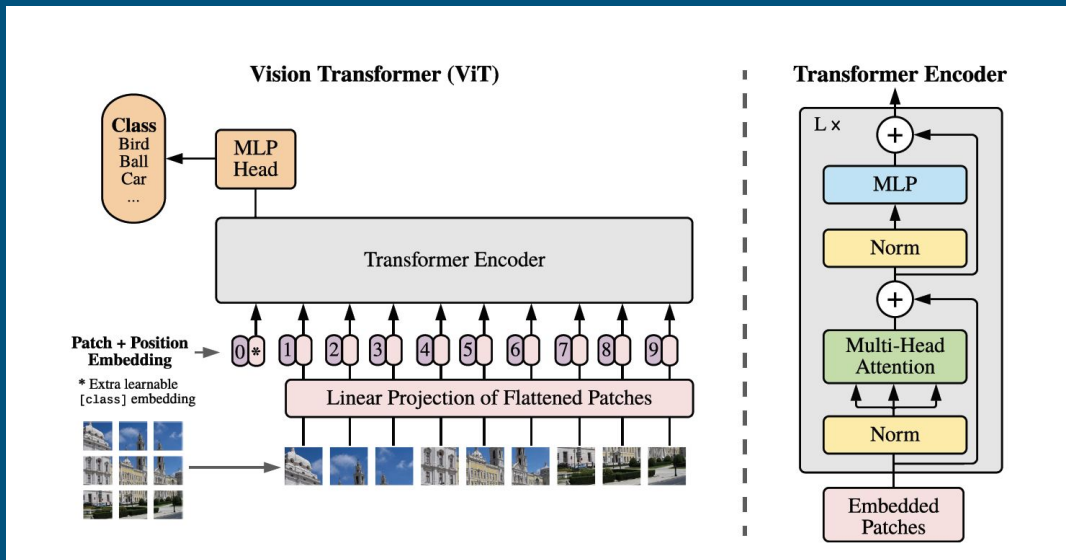 Vision Transformer (ViT)
Class
Bird
Ball
Car
...
MLP
Head
Transformer Encoder
Patch + Position
Embedding
0 * 1 2 3 4 5 6 7 8 9
* Extra learnable
[class] embedding
Linear Projection of Flattened Patches
Transformer Encoder
L ×
+
MLP
Norm
+
Multi-Head
Attention
Norm
Embedded
Patches